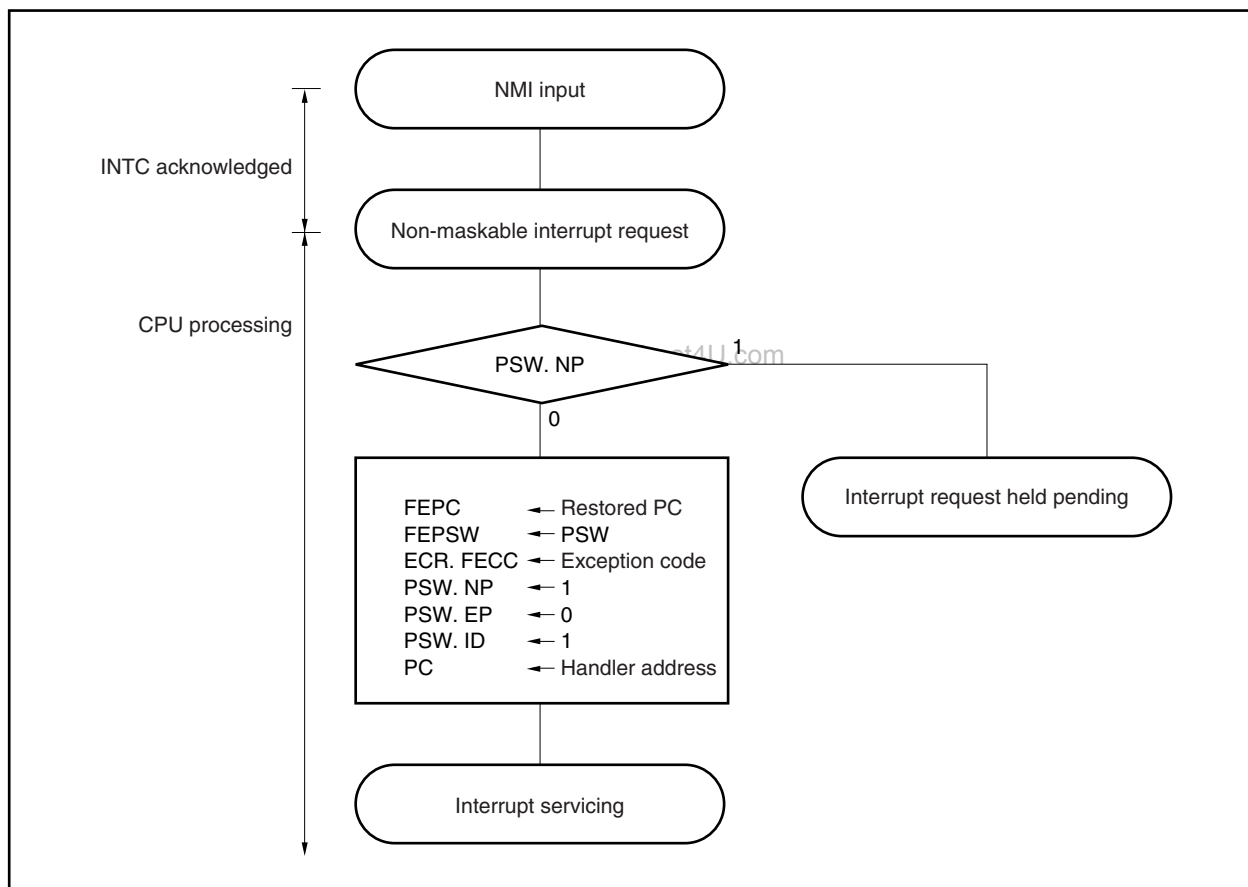 NMI input
INTC acknowledged
Non-maskable interrupt request
CPU processing
PSW. NP
1
0
FEPC ← Restored PC
FEPSW ← PSW
ECR. FECC ← Exception code
PSW. NP ← 1
PSW. EP ← 0
PSW. ID ← 1
PC ← Handler address
Interrupt request held pending
Interrupt servicing